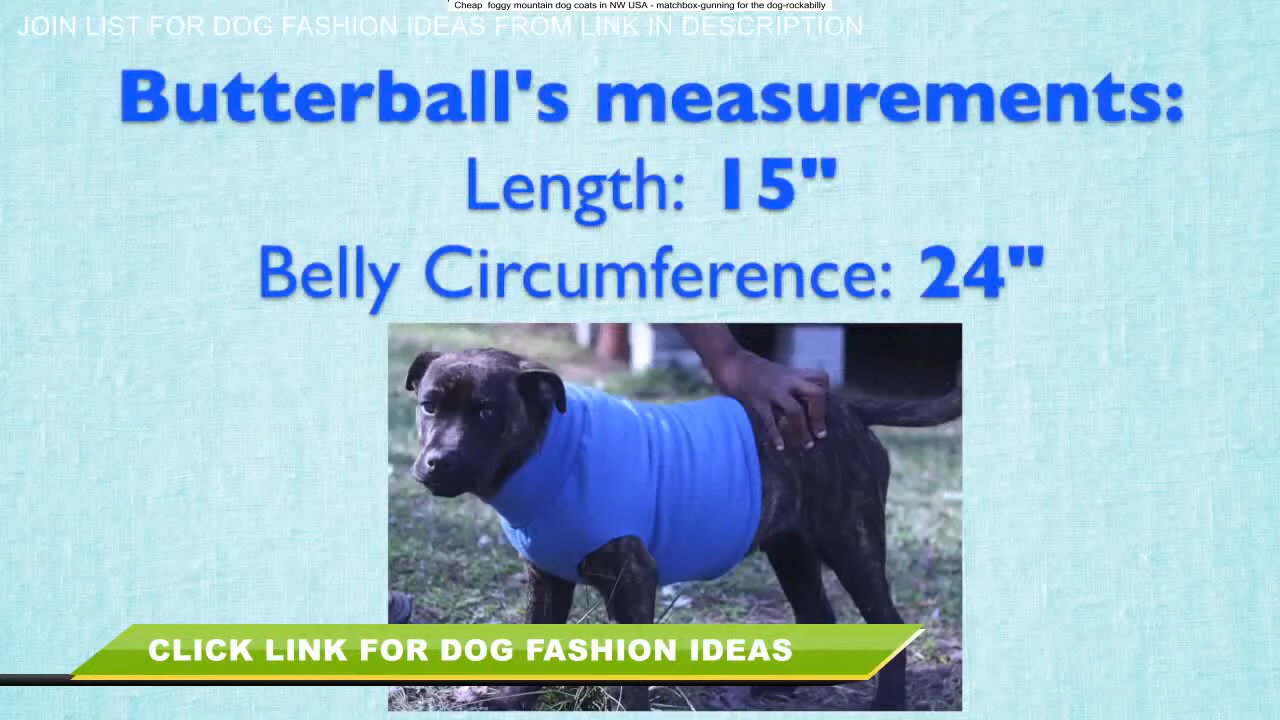 Cheap foggy mountain dog coats in NW USA - matchbox-gunning for the dog-rockabilly
JOIN LIST FOR DOG FASHION IDEAS FROM LINK IN DESCRIPTION
Butterball's measurements:
Length: 15"
Belly Circumference: 24"
CLICK LINK FOR DOG FASHION IDEAS